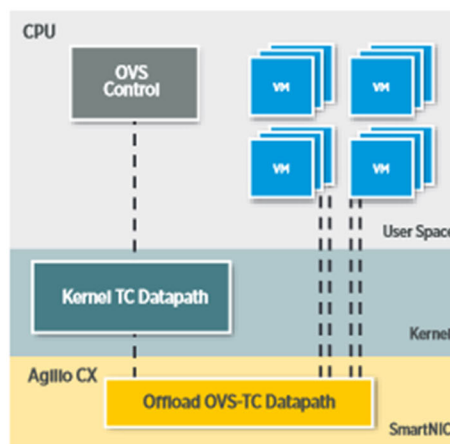 CPU
OVS
Control
VM
VM
VM
VM
User Space
Kernel TC Datapath
Kernel
Agilio CX
Offload OVS-TC Datapath
SmartNIC